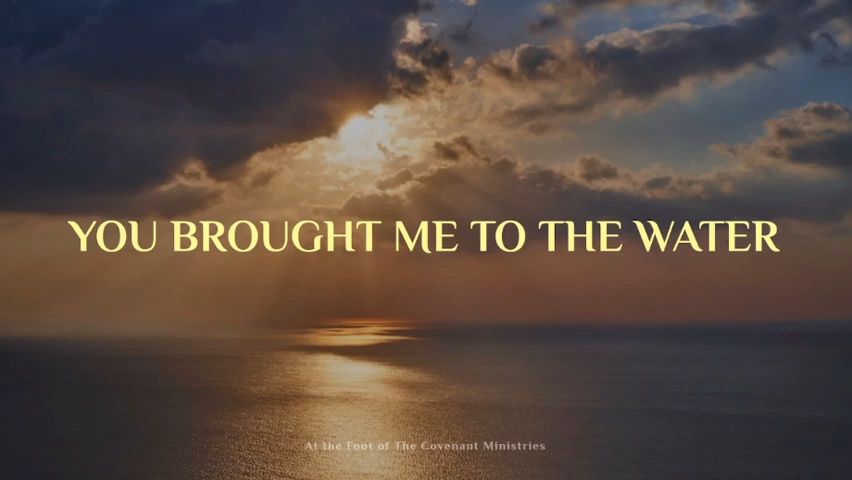 YOU BROUGHT ME TO THE WATER
At the Foot of The Covenant Ministries